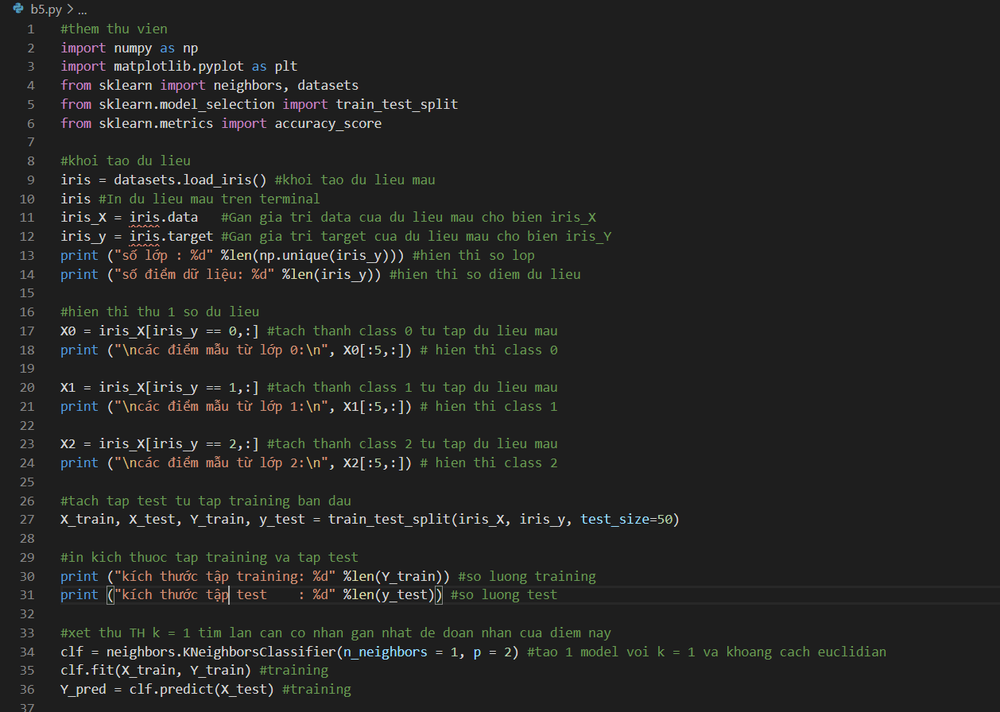 b5.py > ...
1 #them thu vien
2 import numpy as np
3 import matplotlib.pyplot as plt
4 from sklearn import neighbors, datasets
5 from sklearn.model_selection import train_test_split
6 from sklearn.metrics import accuracy_score
7
8 #khoi tao du lieu
9 iris = datasets.load_iris() #khoi tao du lieu mau
10 iris #In du lieu mau tren terminal
11 iris_X = iris.data   #Gan gia tri data cua du lieu mau cho bien iris_X
12 iris_y = iris.target #Gan gia tri target cua du lieu mau cho bien iris_Y
13 print ("số lớp : %d" %len(np.unique(iris_y))) #hien thi so lop
14 print ("số điểm dữ liệu: %d" %len(iris_y)) #hien thi so diem du lieu
15
16 #hien thi thu 1 so du lieu
17 X0 = iris_X[iris_y == 0,:] #tach thanh class 0 tu tap du lieu mau
18 print ("\ncác điểm mẫu từ lớp 0:\n", X0[:5,:]) # hien thi class 0
19
20 X1 = iris_X[iris_y == 1,:] #tach thanh class 1 tu tap du lieu mau
21 print ("\ncác điểm mẫu từ lớp 1:\n", X1[:5,:]) # hien thi class 1
22
23 X2 = iris_X[iris_y == 2,:] #tach thanh class 2 tu tap du lieu mau
24 print ("\ncác điểm mẫu từ lớp 2:\n", X2[:5,:]) # hien thi class 2
25
26 #tach tap test tu tap training ban dau
27 X_train, X_test, Y_train, y_test = train_test_split(iris_X, iris_y, test_size=50)
28
29 #in kich thuoc tap training va tap test
30 print ("kích thước tập training: %d" %len(Y_train)) #so luong training
31 print ("kích thước tập test    : %d" %len(y_test)) #so luong test
32
33 #xet thu TH k = 1 tim lan can co nhan gan nhat de doan nhan cua diem nay
34 clf = neighbors.KNeighborsClassifier(n_neighbors = 1, p = 2) #tao 1 model voi k = 1 va khoang cach euclidian
35 clf.fit(X_train, Y_train) #training
36 Y_pred = clf.predict(X_test) #training
37